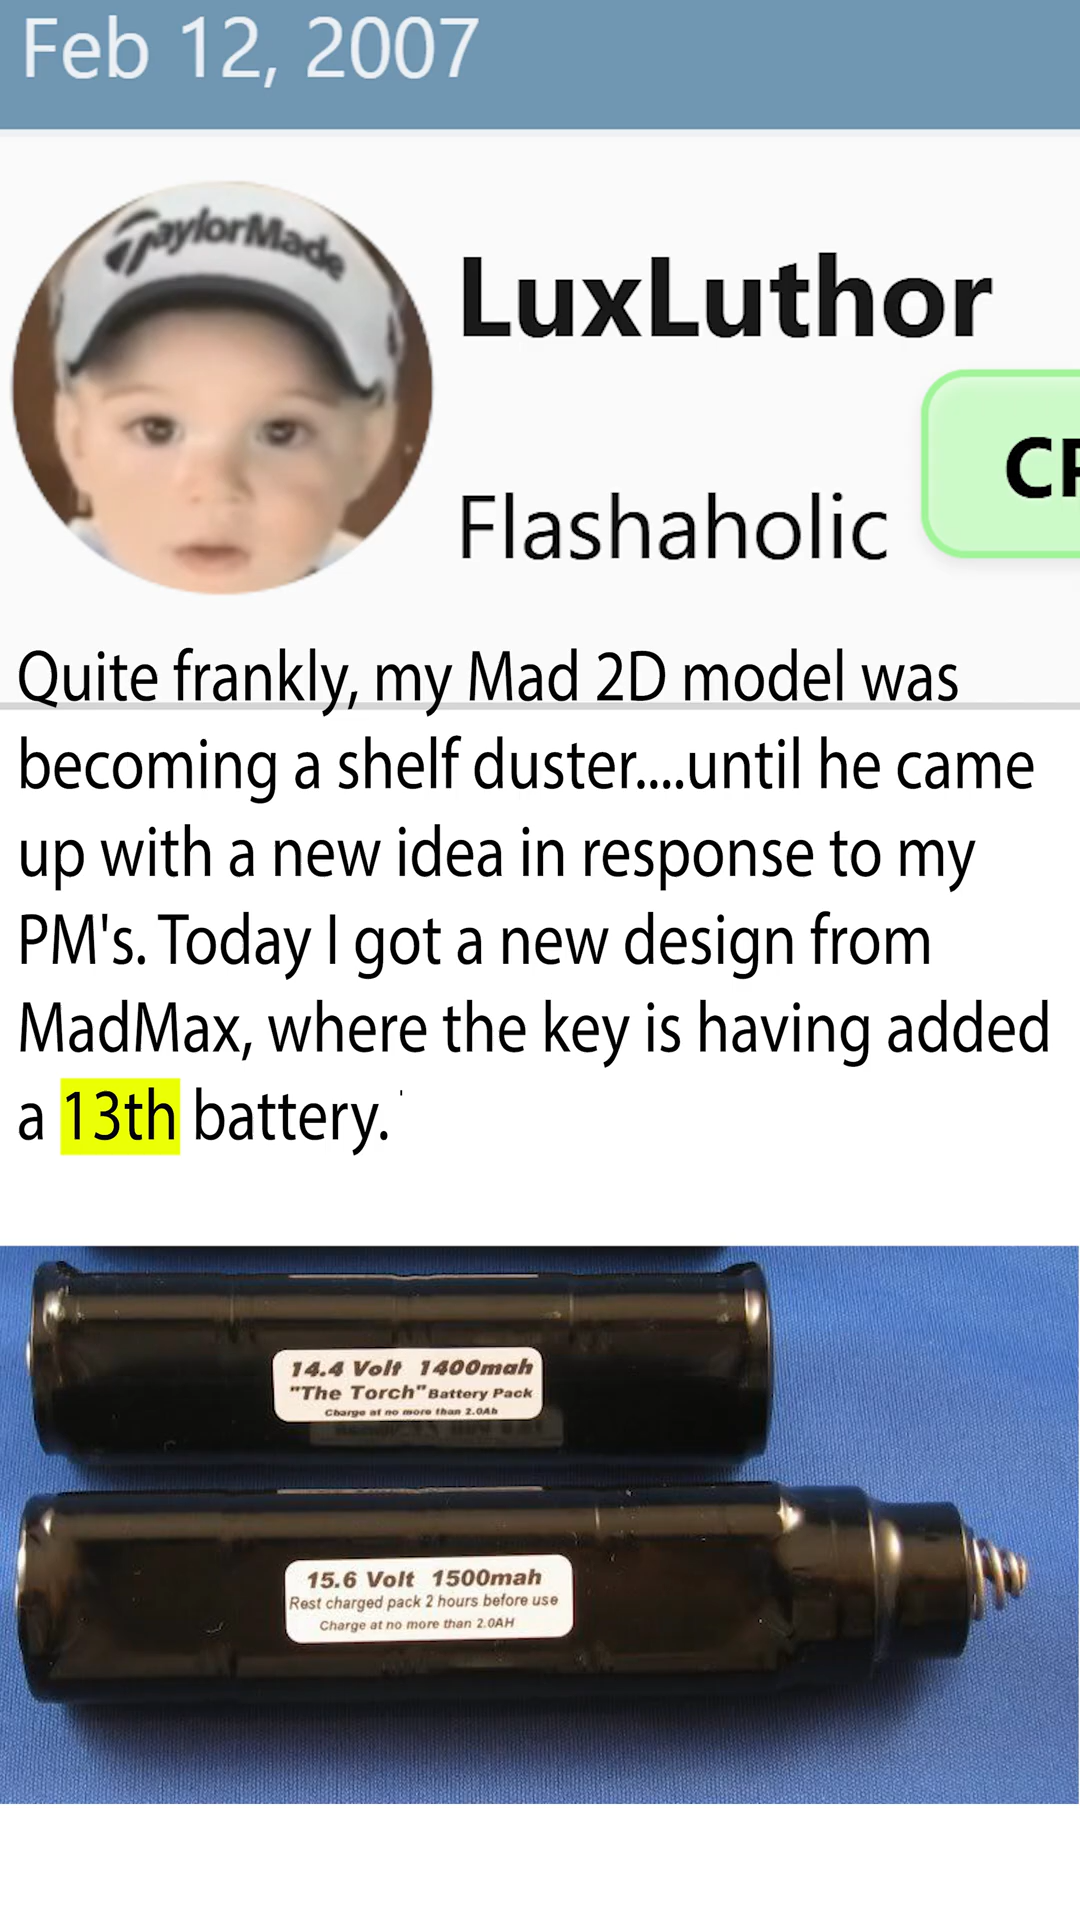 Feb 12, 2007
TaylorMade
LuxLuthor
CP
Flashaholic
Quite frankly, my Mad 2D model was
becoming a shelf duster....until he came
up with a new idea in response to my
PM's. Today I got a new design from
MadMax, where the key is having added
a 13th battery.
14.4 Volt 1400mah
"The Torch" Battery Pack
Charge at no more than 2.0Ah
15.6 Volt 1500mah
Rest charged pack 2 hours before use
Charge at no more than 2.0AH